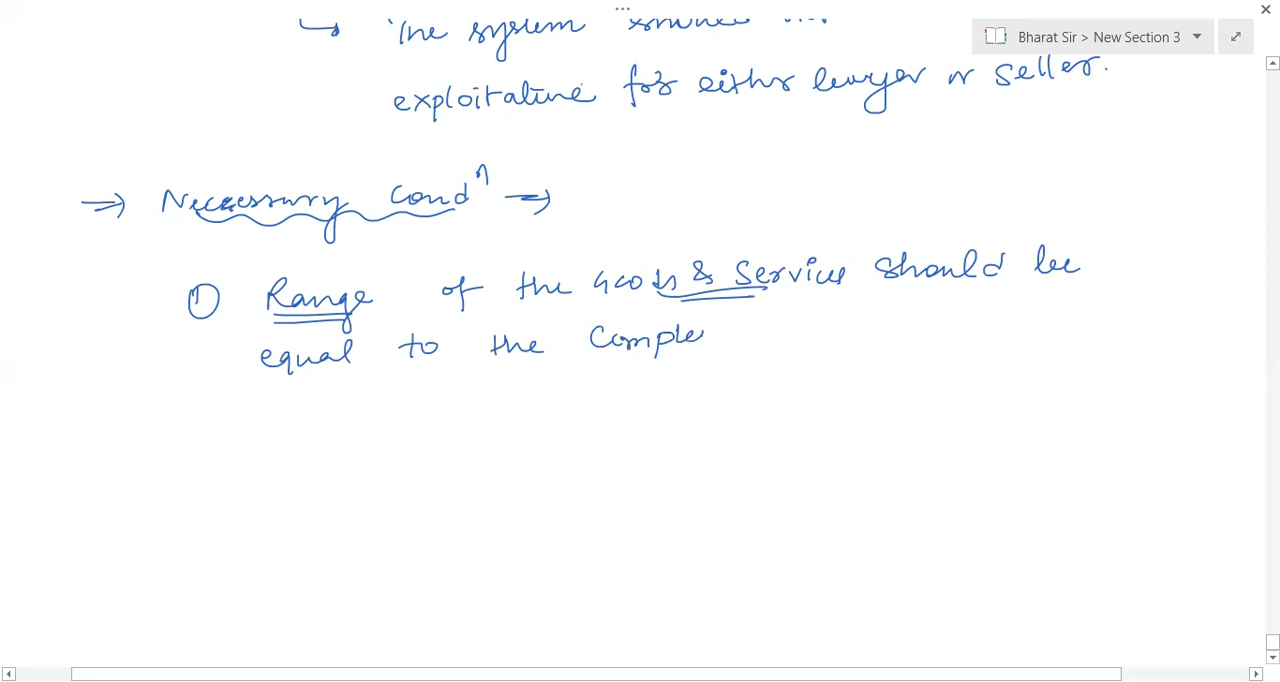 ↳ The system
Bharat Sir > New Section 3
exploitative for either buyer or seller.
⇒ Necessary Condⁿ ⇒
① Range of the Goods & Services should be
equal to the Comple